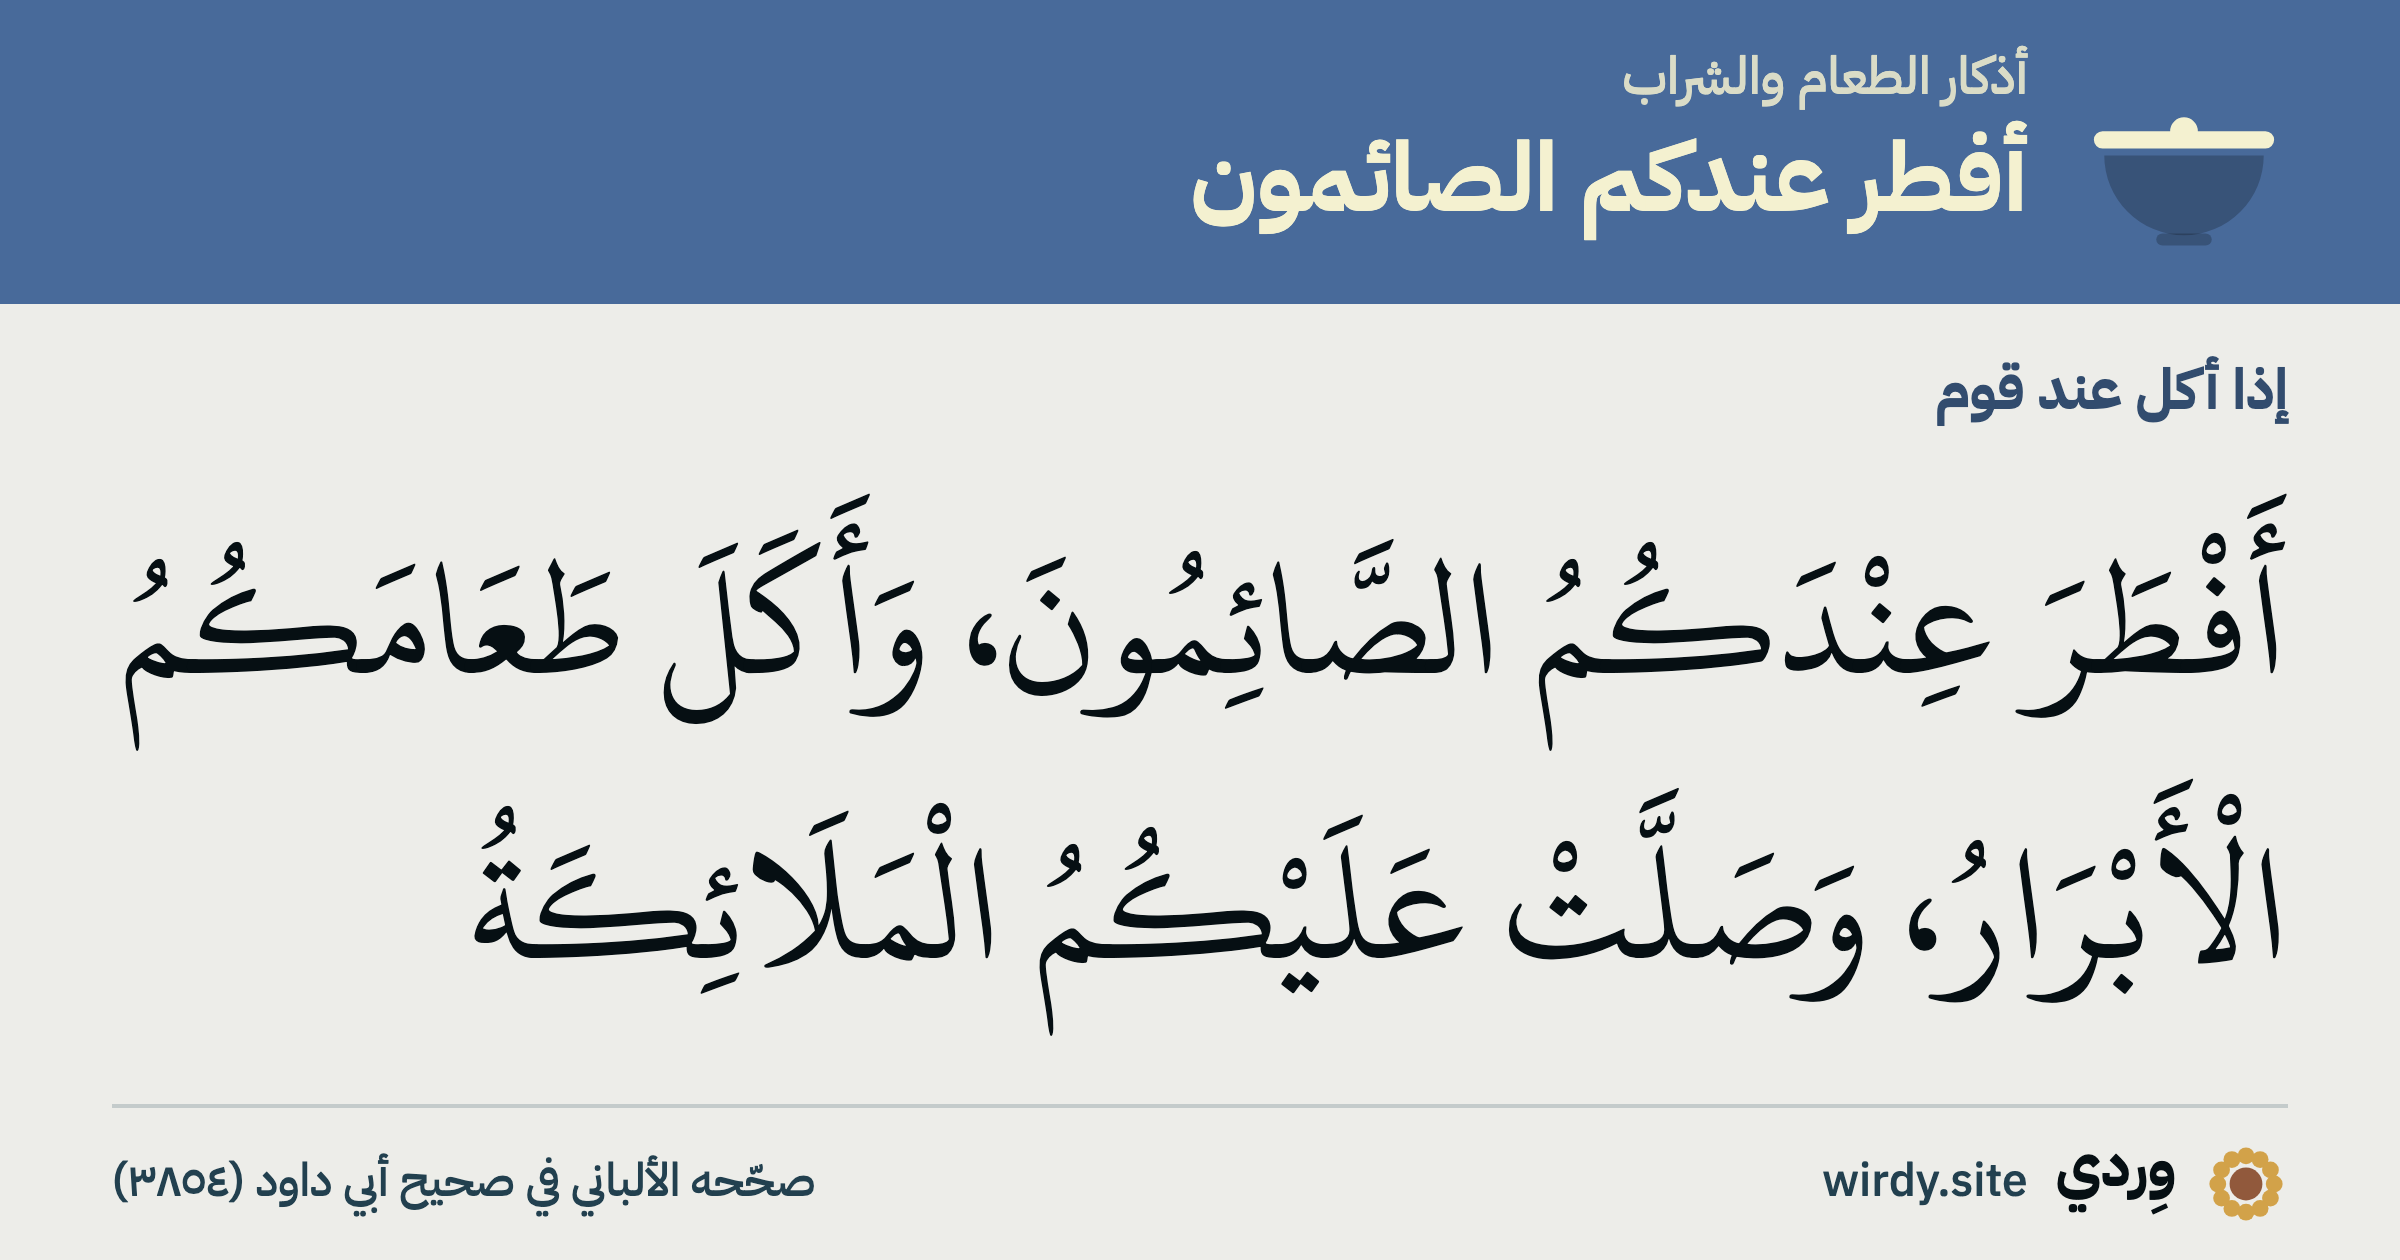 أذكار الطعام والشراب
أفطر عندكم الصائمون
إذا أكل عند قوم
أَفْطَرَ عِنْدَكُمُ الصَّائِمُونَ، وَأَكَلَ طَعَامَكُمُ
الْأَبْرَارُ، وَصَلَّتْ عَلَيْكُمُ الْمَلَائِكَةُ
وِردي wirdy.site
صحّحه الألباني في صحيح أبي داود (٣٨٥٤)